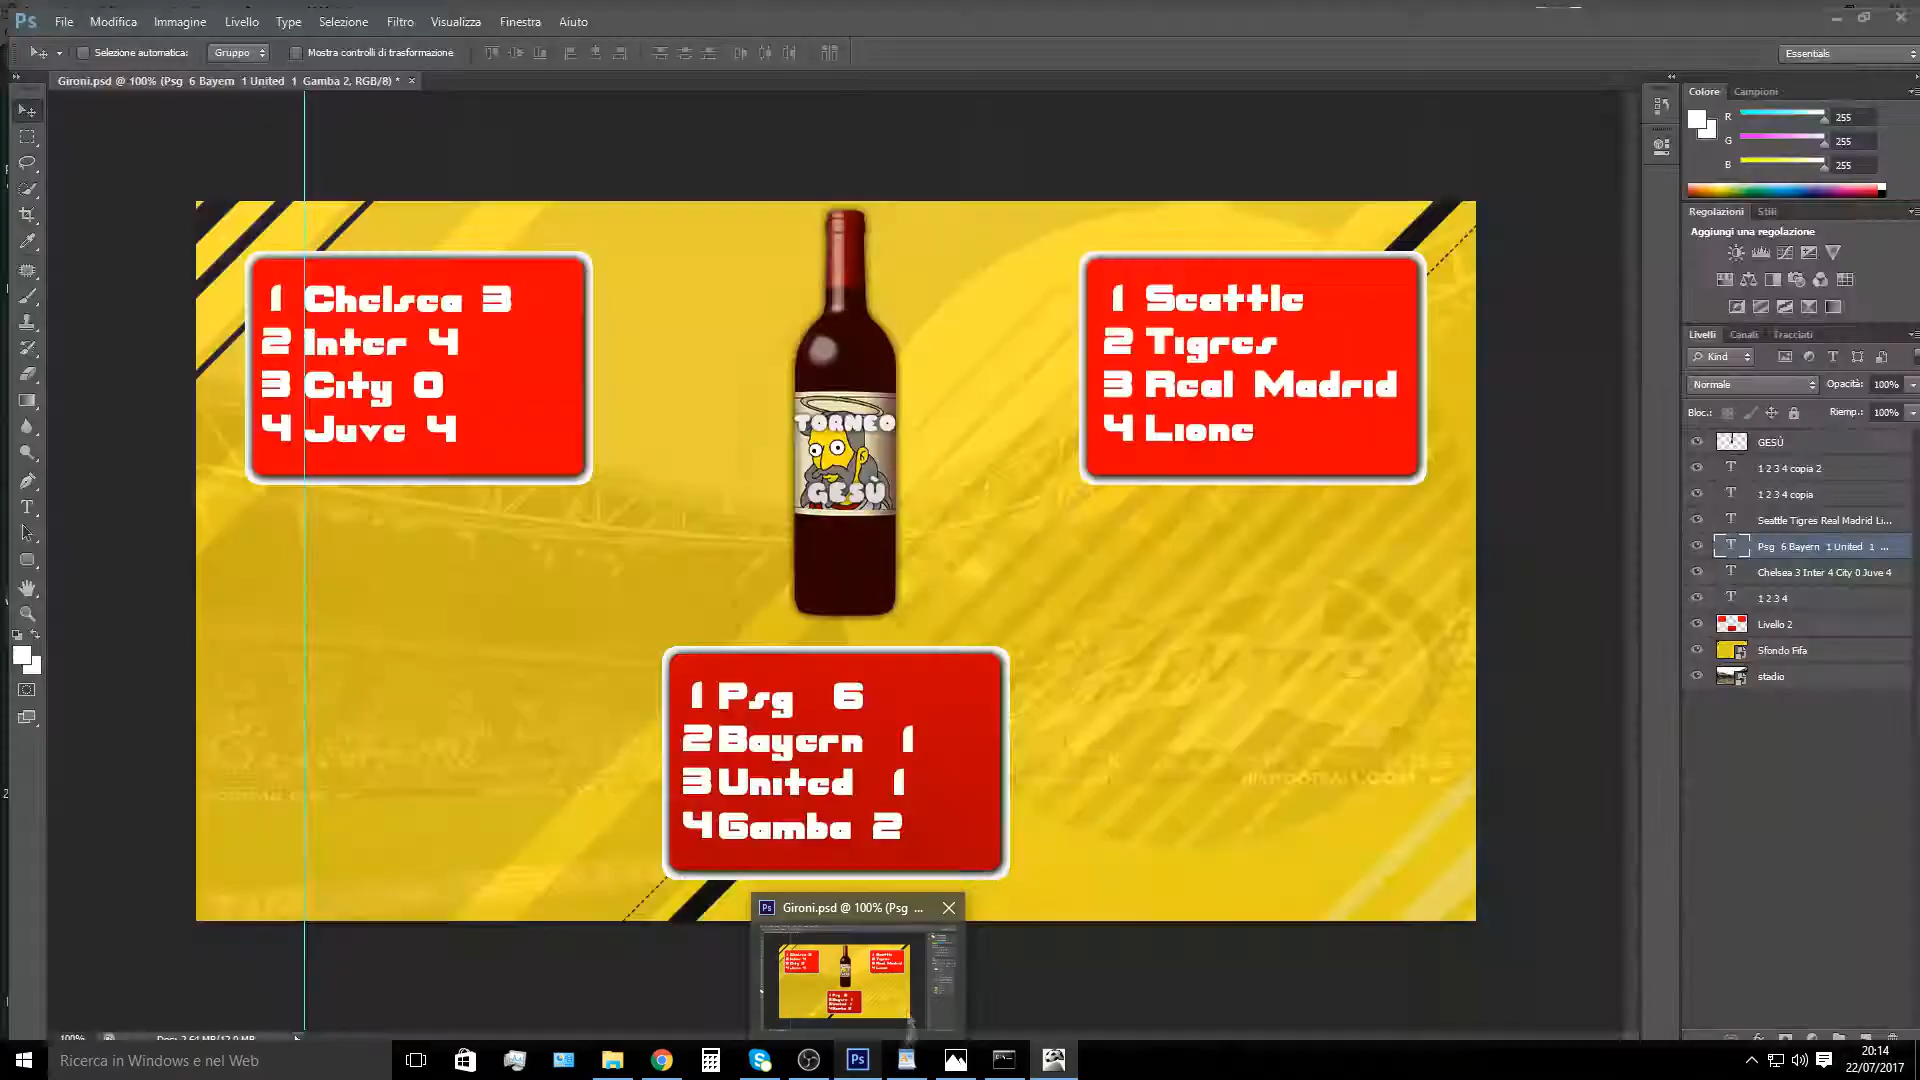 Ps File Modifica Immagine Livello Type Selezione Filtro Visualizza Finestra Aiuto
Selezione automatica: Gruppo Mostra controlli di trasformazione Essentials
Gironi.psd @ 100% (Psg 6 Bayern 1 United 1 Gamba 2, RGB/8) * ×
Colore Campioni
R 255
G 255
B 255
Regolazioni Stili
Aggiungi una regolazione
Livelli Canali Tracciati
Kind
Normale Opacità: 100%
Bloc.: Riemp.: 100%
GESÙ
1 2 3 4 copia 2
1 2 3 4 copia
Seattle Tigres Real Madrid Li...
Psg 6 Bayern 1 United 1 ...
Chelsea 3 Inter 4 City 0 Juve 4
1 2 3 4
Livello 2
Sfondo Fifa
stadio
1 Chelsea 3
2 Inter 4
3 City 0
4 Juve 4
TORNEO
GESÙ
1 Seattle
2 Tigres
3 Real Madrid
4 Lione
1 Psg 6
2 Bayern 1
3 United 1
4 Gamba 2
Ps Gironi.psd @ 100% (Psg ...
100%
Ricerca in Windows e nel Web
Ps
20:14
22/07/2017